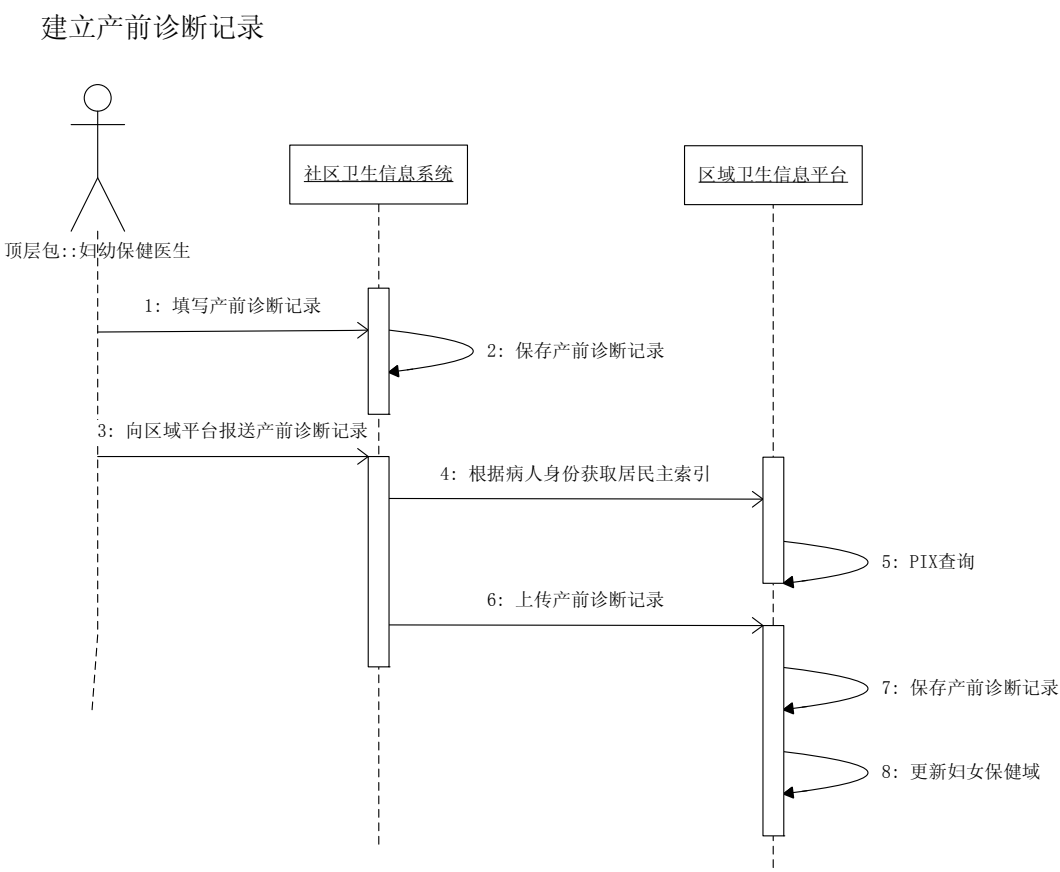 建立产前诊断记录
社区卫生信息系统
区域卫生信息平台
顶层包::妇幼保健医生
1: 填写产前诊断记录
2: 保存产前诊断记录
3: 向区域平台报送产前诊断记录
4: 根据病人身份获取居民主索引
5: PIX查询
6: 上传产前诊断记录
7: 保存产前诊断记录
8: 更新妇女保健域